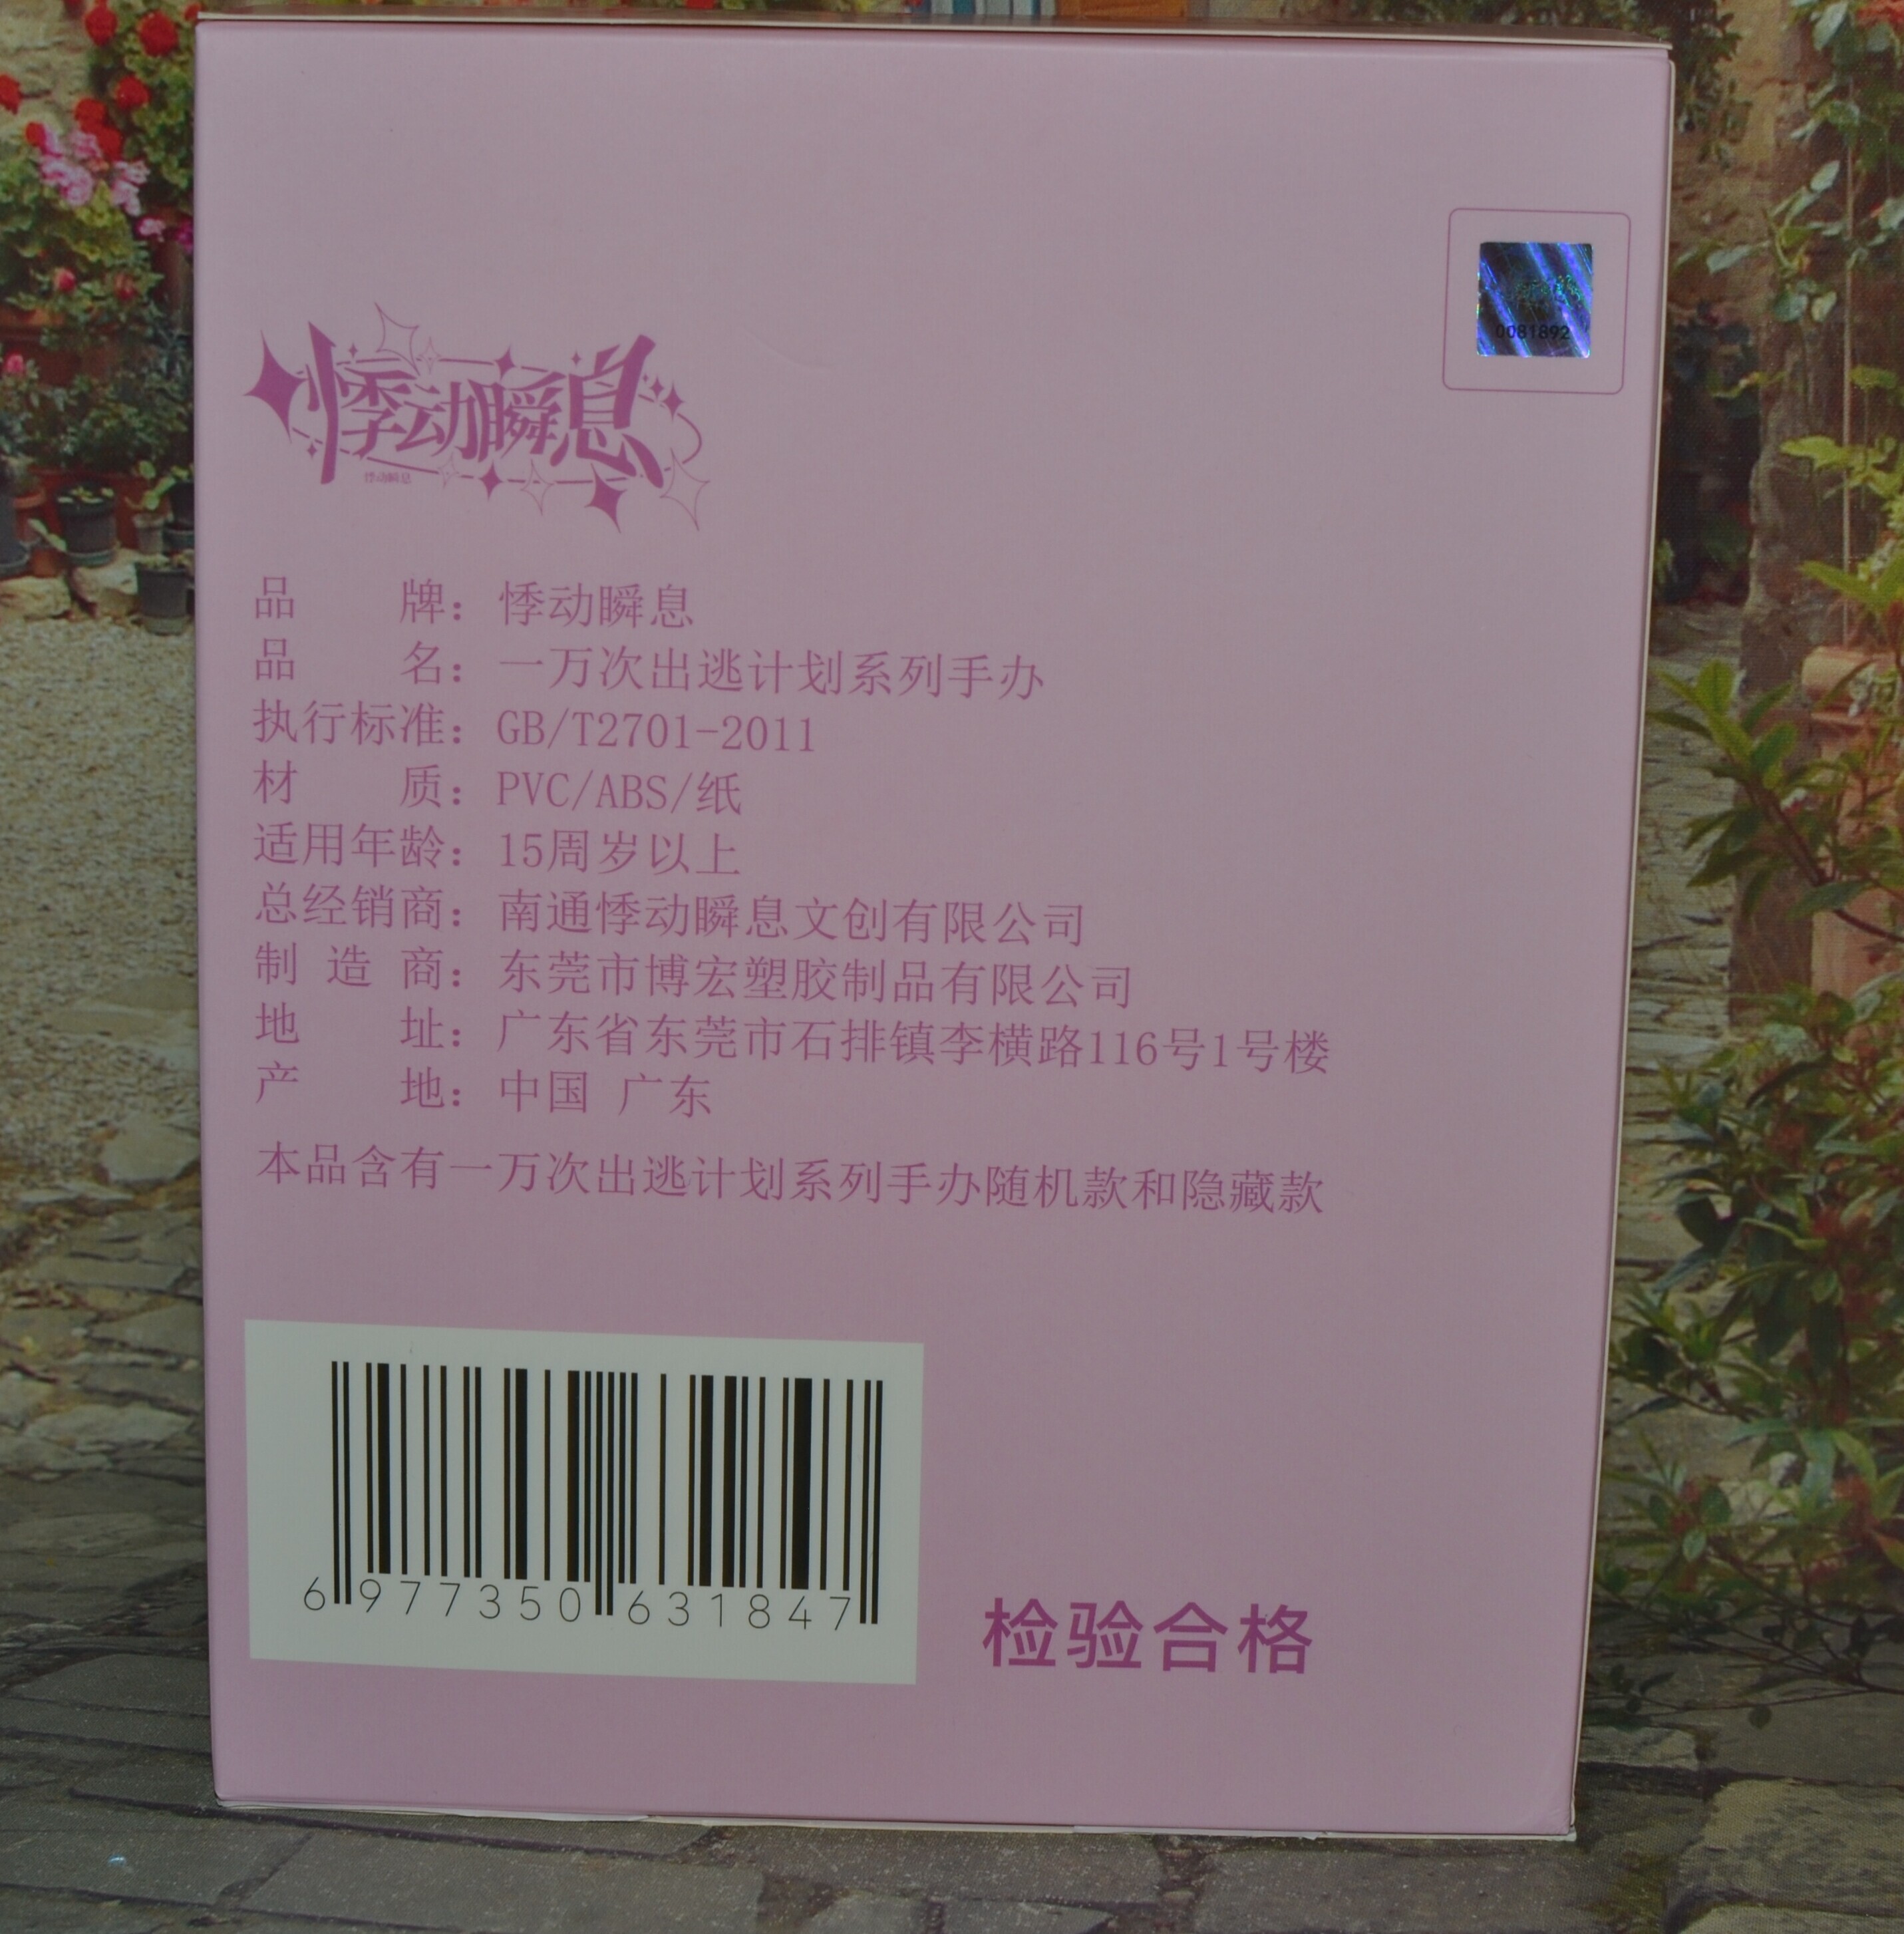 0081892
悸动瞬息
悸动瞬息
品 牌：悸动瞬息
品 名：一万次出逃计划系列手办
执行标准：GB/T2701-2011
材 质：PVC/ABS/纸
适用年龄：15周岁以上
总经销商：南通悸动瞬息文创有限公司
制 造 商：东莞市博宏塑胶制品有限公司
地 址：广东省东莞市石排镇李横路116号1号楼
产 地：中国 广东
本品含有一万次出逃计划系列手办随机款和隐藏款
6 977350 631847
检验合格